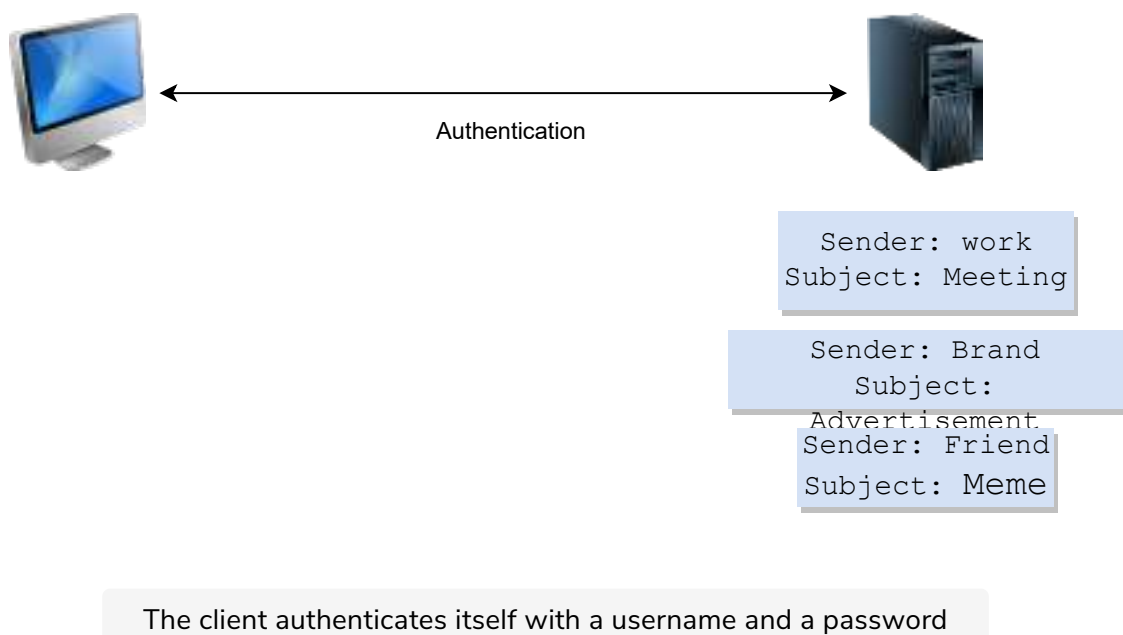 Authentication
Sender: work
Subject: Meeting
Sender: Brand
Subject:
Advertisement
Sender: Friend
Subject: Meme
The client authenticates itself with a username and a password